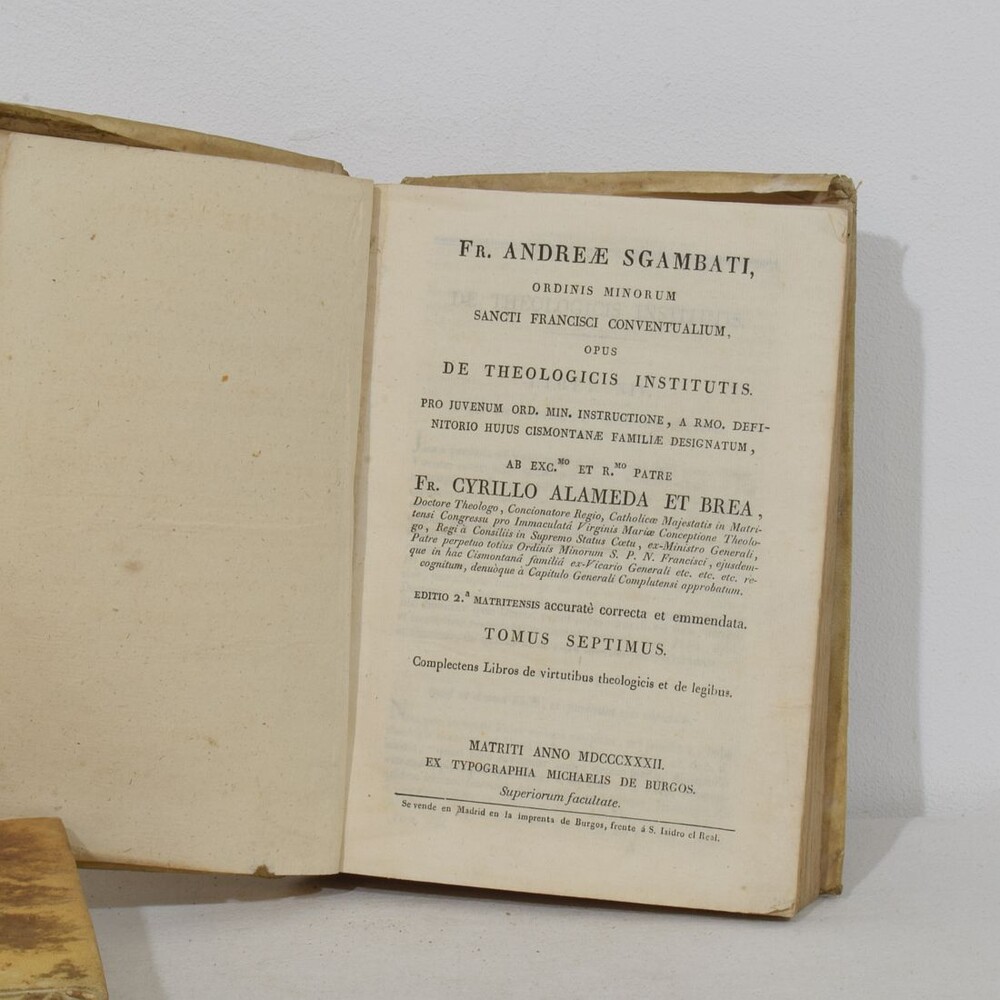 Fr. ANDREÆ SGAMBATI,
ORDINIS MINORUM
SANCTI FRANCISCI CONVENTUALIUM,
OPUS
DE THEOLOGICIS INSTITUTIS.
PRO JUVENUM ORD. MIN. INSTRUCTIONE, A RMO. DEFI-
NITORIO HUJUS CISMONTANÆ FAMILIÆ DESIGNATUM,
AB EXC.MO ET R.MO PATRE
Fr. CYRILLO ALAMEDA ET BREA,
Doctore Theologo, Concionatore Regio, Catholicæ Majestatis in Matri-
tensi Congressu pro Immaculatá Virginis Mariæ Conceptione Theolo-
go, Regi à Consiliis in Supremo Status Cœtu, ex-Ministro Generali,
Patre perpetuo totius Ordinis Minorum S. P. N. Francisci, ejusdem-
que in hac Cismontaná familiá ex-Vicario Generali etc. etc. etc. re-
cognitum, denuòque à Capitulo Generali Complutensi approbatum.
EDITIO 2.a MATRITENSIS accuratè correcta et emmendata.
TOMUS SEPTIMUS.
Complectens Libros de virtutibus theologicis et de legibus.
MATRITI ANNO MDCCCXXXII.
EX TYPOGRAPHIA MICHAELIS DE BURGOS.
Superiorum facultate.
Se vende en Madrid en la imprenta de Burgos, frente á S. Isidro el Real.